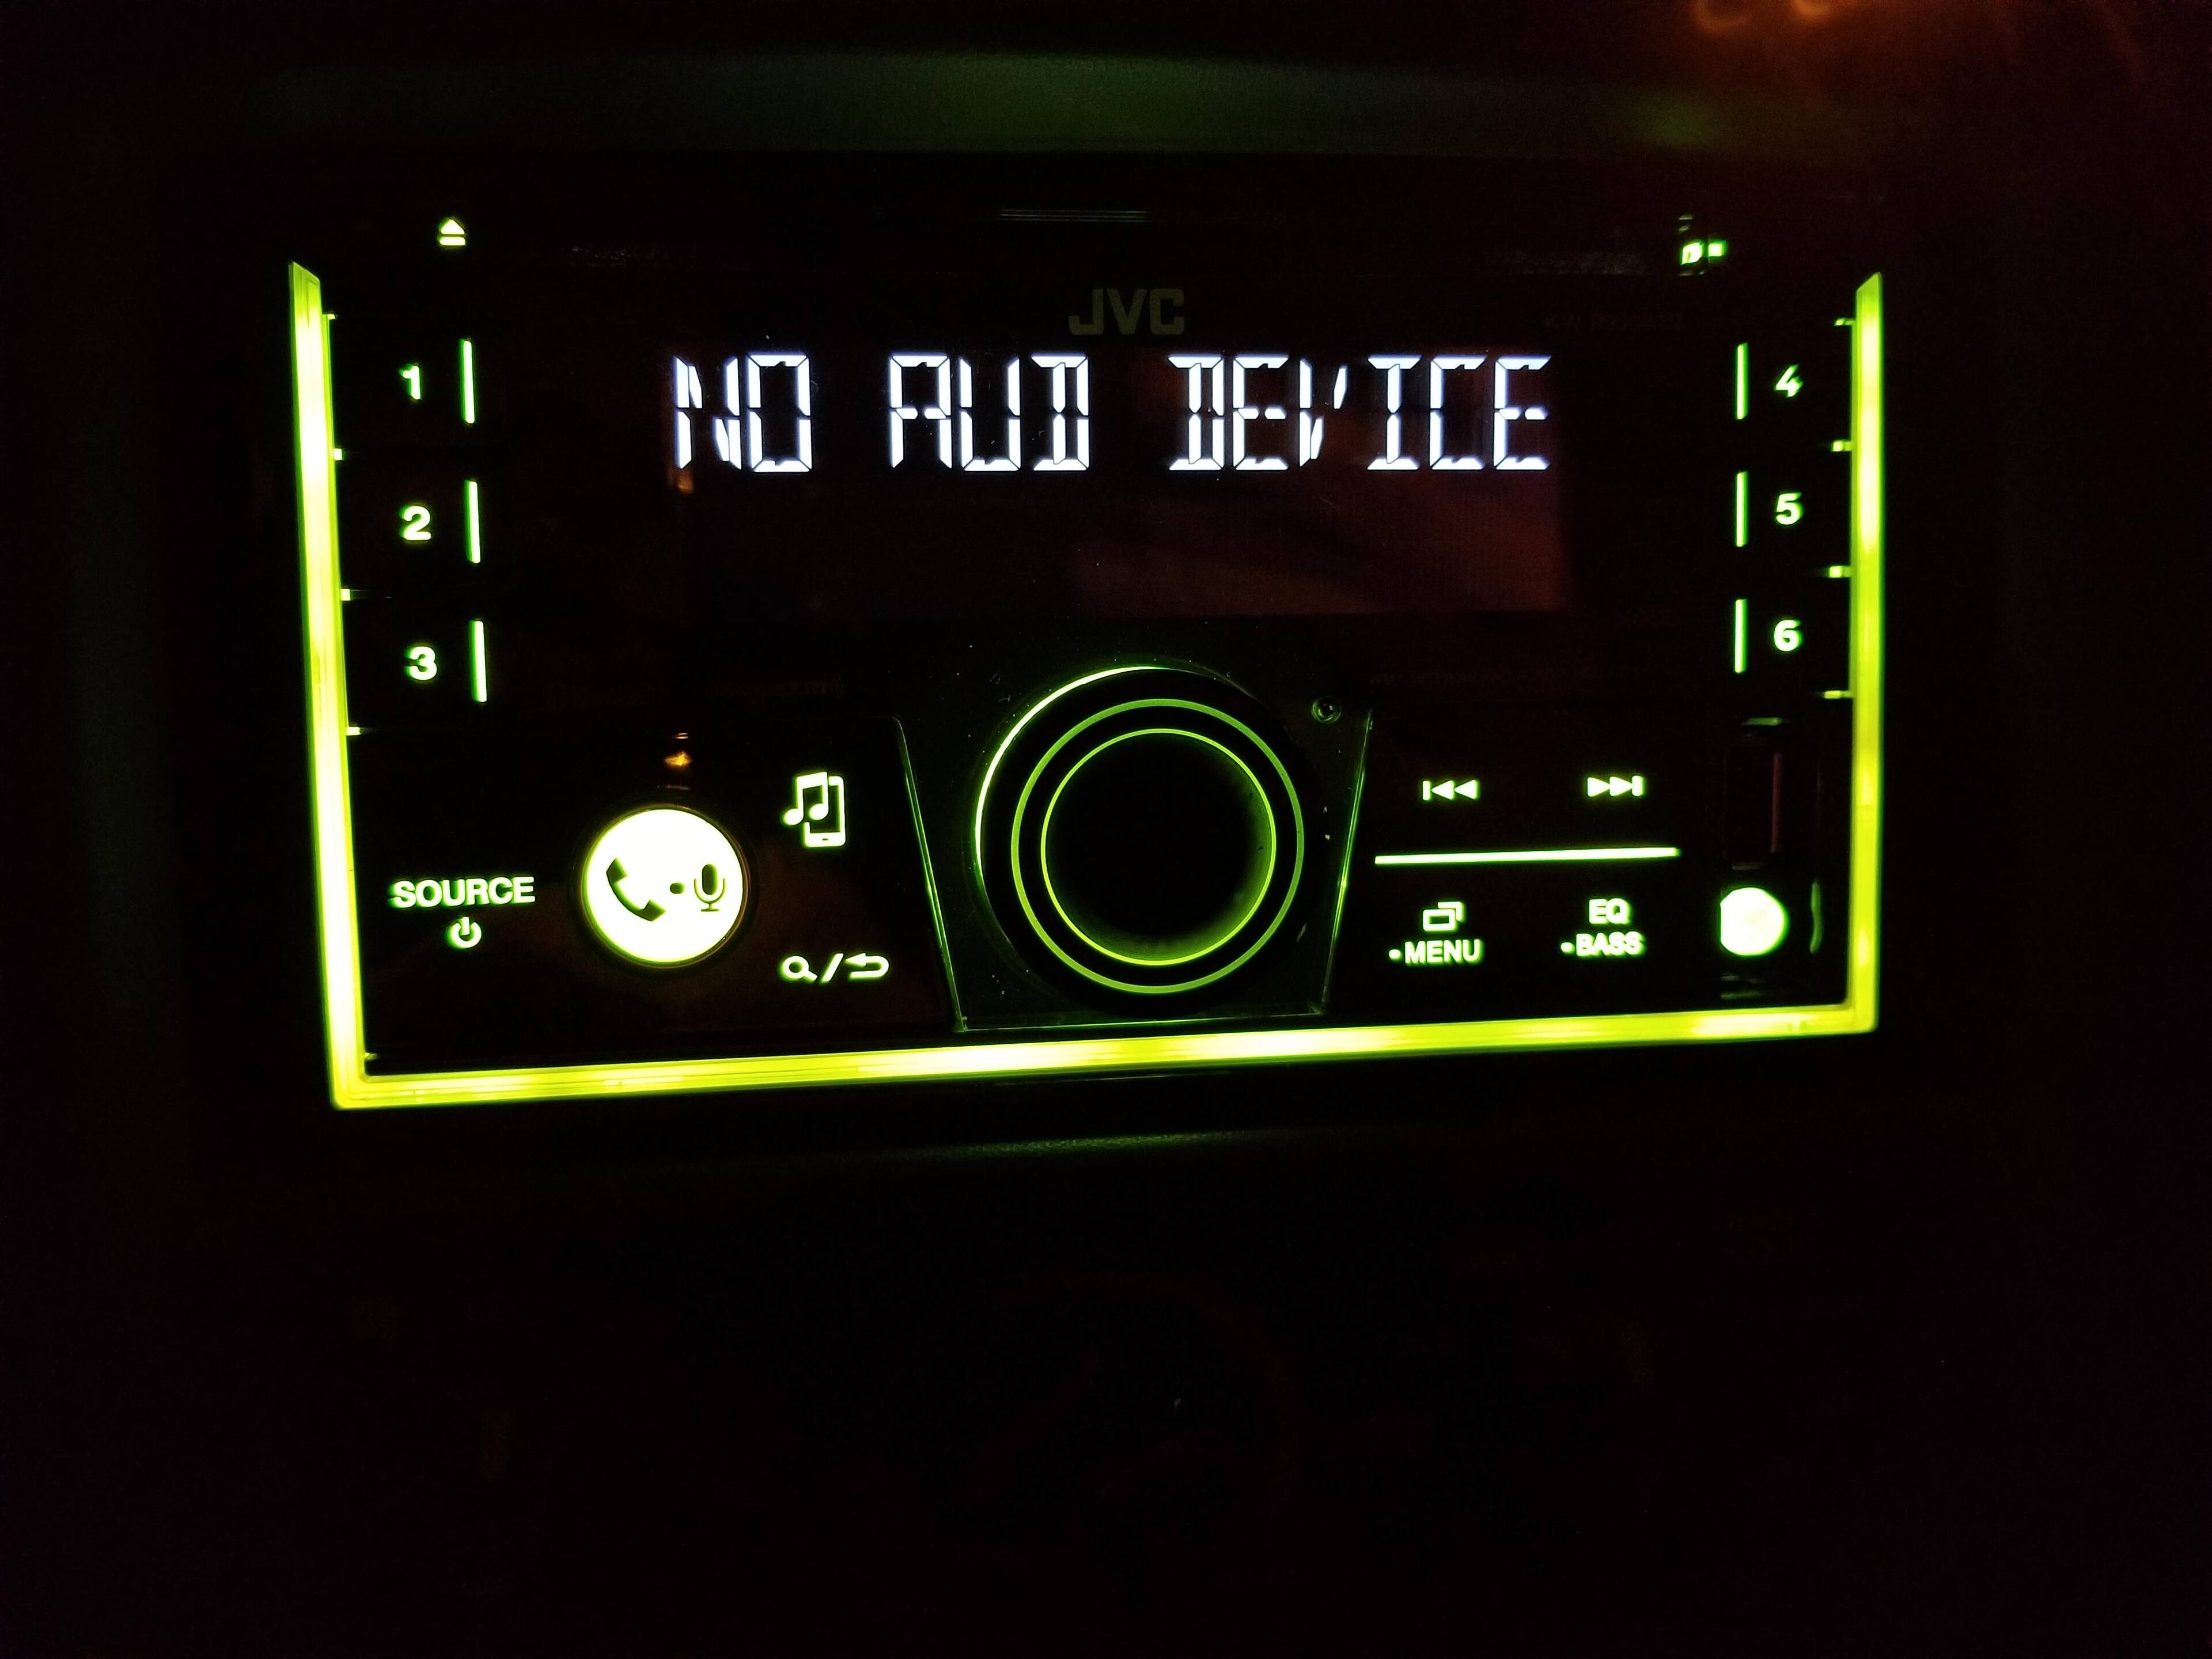 JVC
NO AUD DEVICE
1
2
3
4
5
6
SOURCE
MENU
EQ
BASS